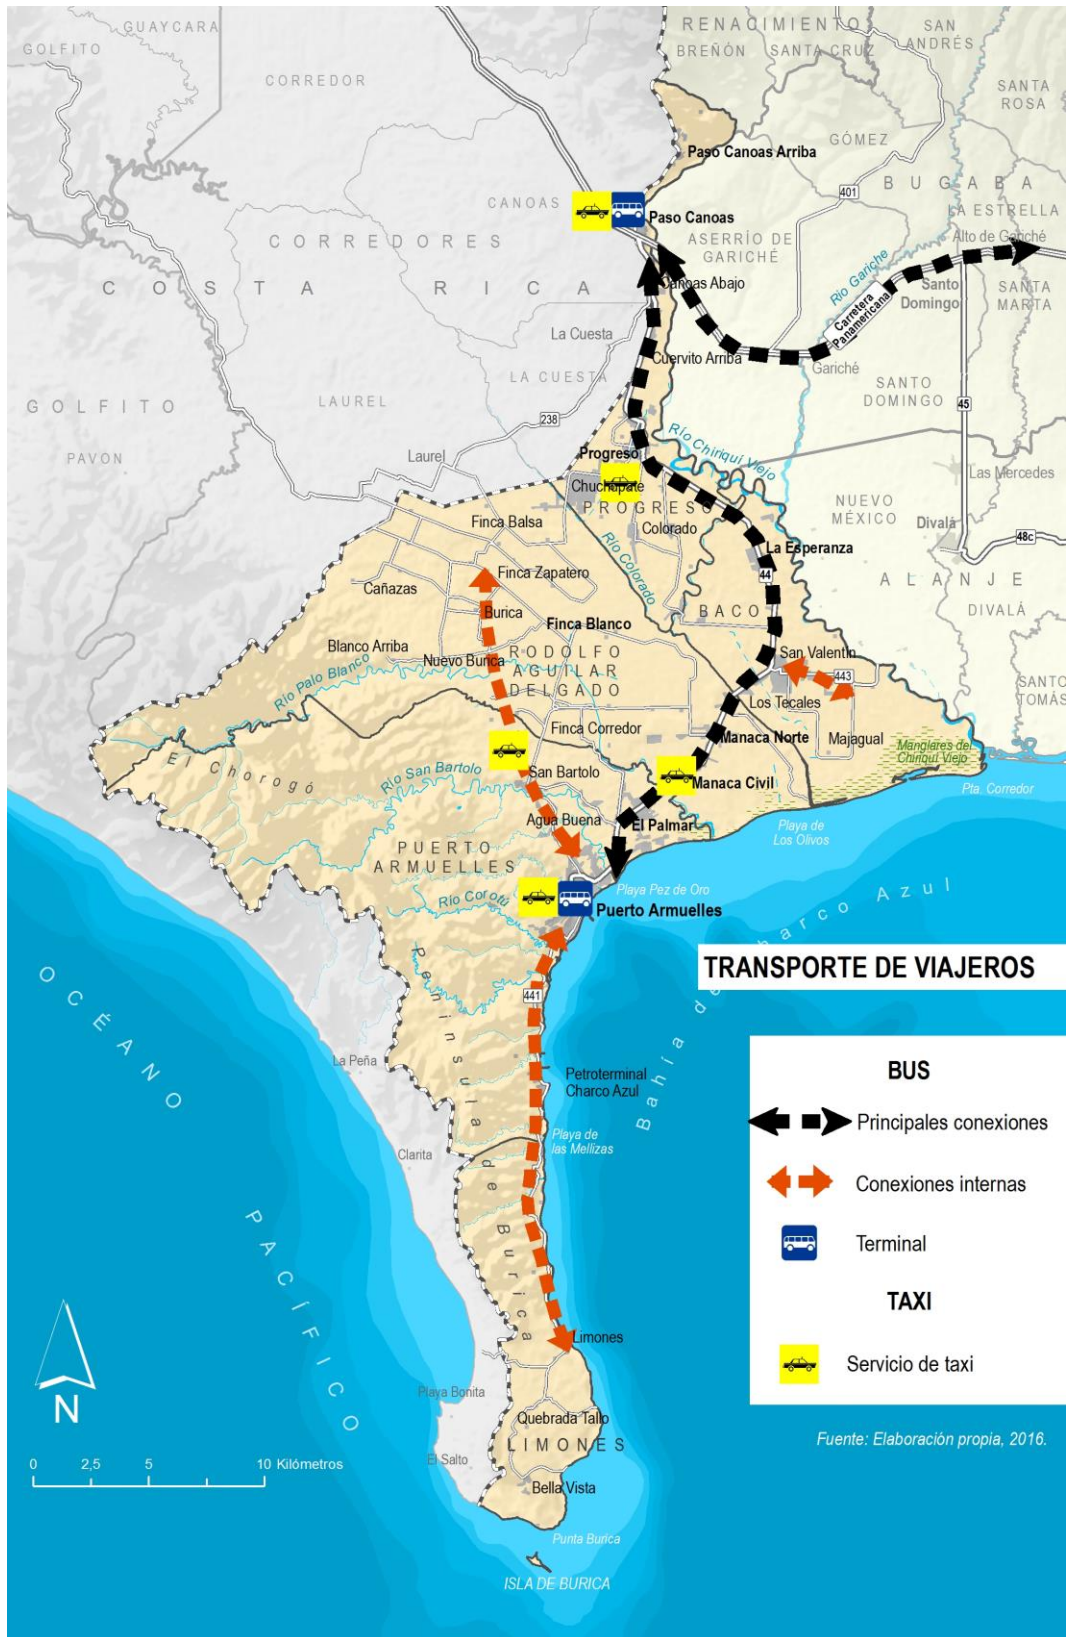 GUAYCARA
RENACIMIENTO
SAN
ANDRÉS
GOLFITO
BREÑÓN
SANTA CRUZ
CORREDOR
SANTA
ROSA
GÓMEZ
Paso Canoas Arriba
BUGABA
401
CANOAS
LA ESTRELLA
Paso Canoas
CORREDORES
ASERRÍO DE
GARICHÉ
Alto de Gariché
Río Gariche
COSTA RICA
Canoas Abajo
Santo
Domingo
SANTA
MARTA
Carretera
Panamericana
La Cuesta
Cuervito Arriba
Gariché
LA CUESTA
SANTO
DOMINGO
GOLFITO
LAUREL
45
238
Río Chiriquí Viejo
PAVON
Laurel
Progreso
Las Mercedes
Chuchupate
PROGRESO
NUEVO
MÉXICO
Finca Balsa
Colorado
Divalá
48c
La Esperanza
Río Colorado
44
Finca Zapatero
ALANJE
Cañazas
Burica
BACO
DIVALÁ
Finca Blanco
Blanco Arriba
Nuevo Burica
RODOLFO
AGUILAR
DELGADO
San Valentín
Río Palo Blanco
443
SANTO
TOMÁS
Los Tecales
Finca Corredor
Manaca Norte
Majagual
Manglares del
Chiriquí Viejo
El Chorogó
Río San Bartolo
San Bartolo
Manaca Civil
Pta. Corredor
Agua Buena
El Palmar
Playa de
Los Olivos
PUERTO
ARMUELLES
Playa Pez de Oro
Río Corotú
Puerto Armuelles
Bahía de Charco Azul
TRANSPORTE DE VIAJEROS
OCÉANO PACÍFICO
441
Península de Burica
La Peña
Petroterminal
Charco Azul
BUS
Principales conexiones
Playa de
las Mellizas
Clarita
Conexiones internas
Terminal
TAXI
Limones
Servicio de taxi
N
Playa Bonita
Quebrada Tallo
LIMONES
Fuente: Elaboración propia, 2016.
El Salto
0 2,5 5 10 Kilómetros
Bella Vista
Punta Burica
ISLA DE BURICA